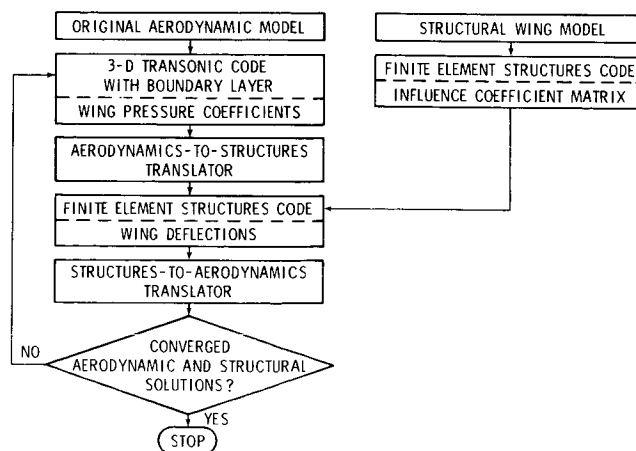 ORIGINAL AERODYNAMIC MODEL
3-D TRANSONIC CODE
WITH BOUNDARY LAYER
WING PRESSURE COEFFICIENTS
AERODYNAMICS-TO-STRUCTURES
TRANSLATOR
FINITE ELEMENT STRUCTURES CODE
WING DEFLECTIONS
STRUCTURES-TO-AERODYNAMICS
TRANSLATOR
NO
CONVERGED
AERODYNAMIC AND STRUCTURAL
SOLUTIONS?
YES
STOP
STRUCTURAL WING MODEL
FINITE ELEMENT STRUCTURES CODE
INFLUENCE COEFFICIENT MATRIX